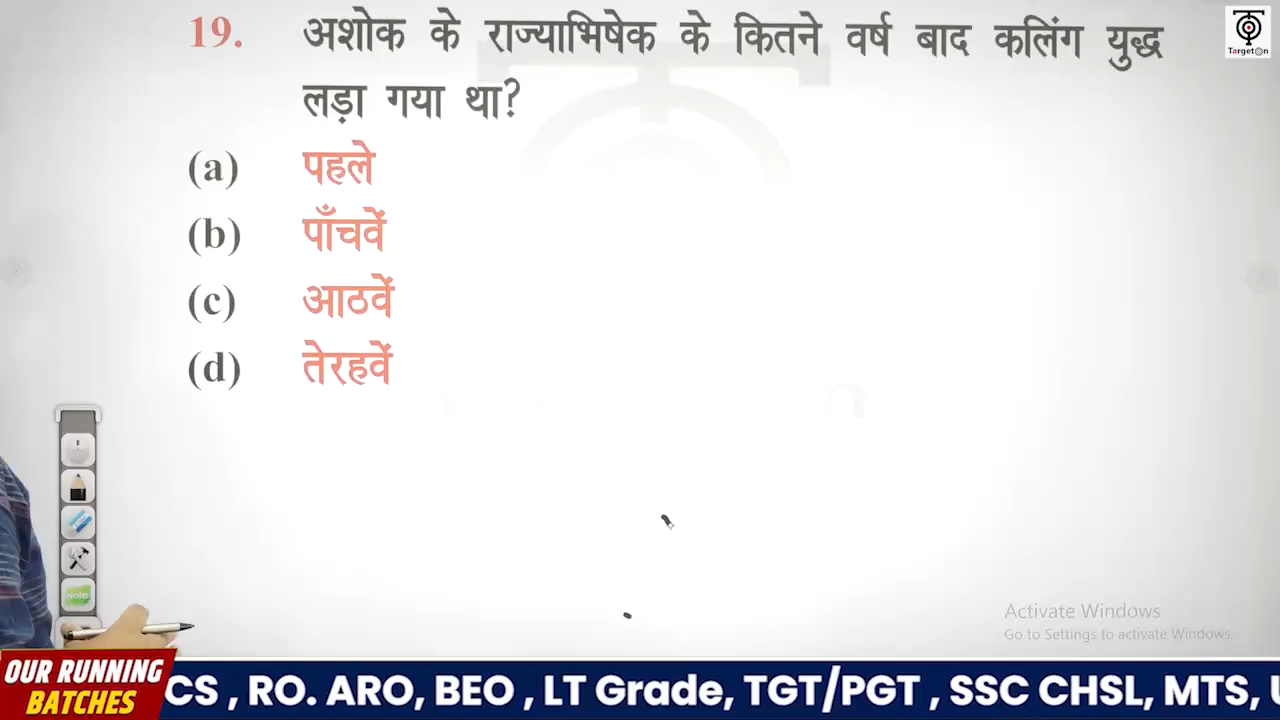 19. अशोक के राज्याभिषेक के कितने वर्ष बाद कलिंग युद्ध
लड़ा गया था?
(a) पहले
(b) पाँचवें
(c) आठवें
(d) तेरहवें
TargetOn
Note
Activate Windows
Go to Settings to activate Windows.
OUR RUNNING
BATCHES
CS , RO. ARO, BEO , LT Grade, TGT/PGT , SSC CHSL, MTS, U